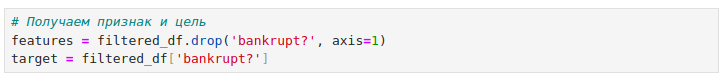 # Получаем признак и цель
features = filtered_df.drop('bankrupt?', axis=1)
target = filtered_df['bankrupt?']